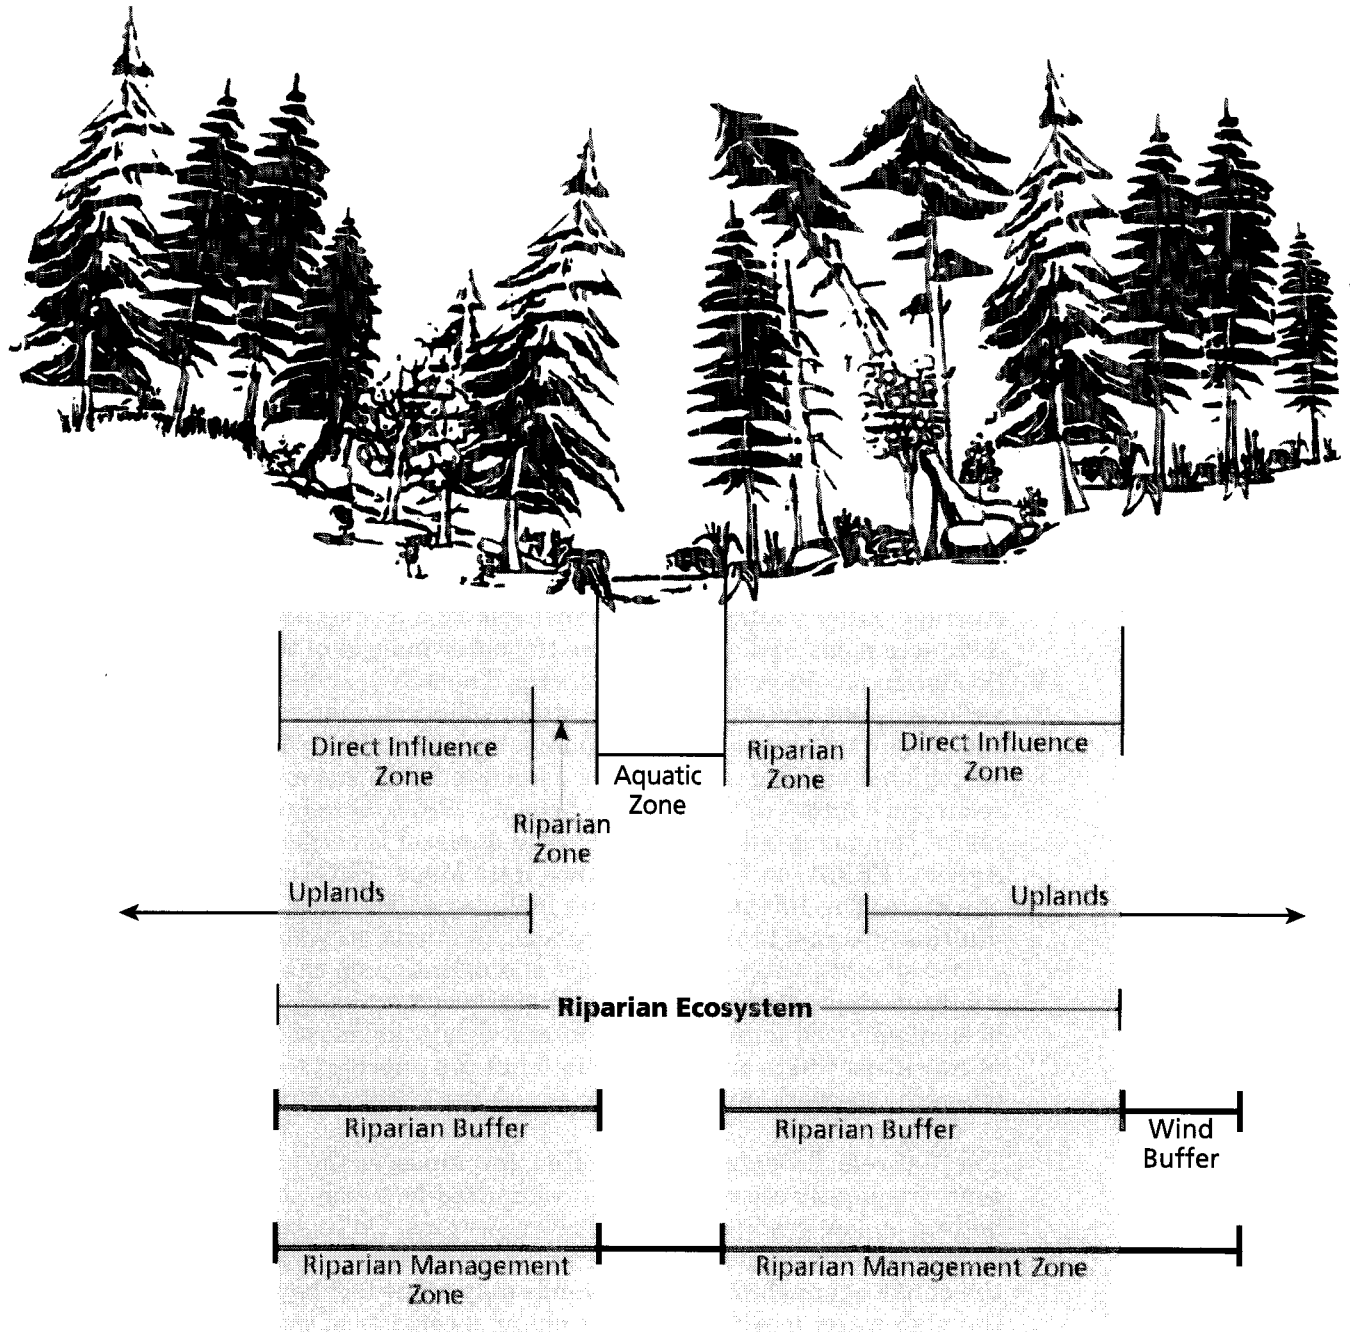 Direct Influence
Zone
Riparian
Zone
Aquatic
Zone
Riparian
Zone
Direct Influence
Zone
Uplands
Uplands
Riparian Ecosystem
Riparian Buffer
Riparian Buffer
Wind
Buffer
Riparian Management
Zone
Riparian Management Zone